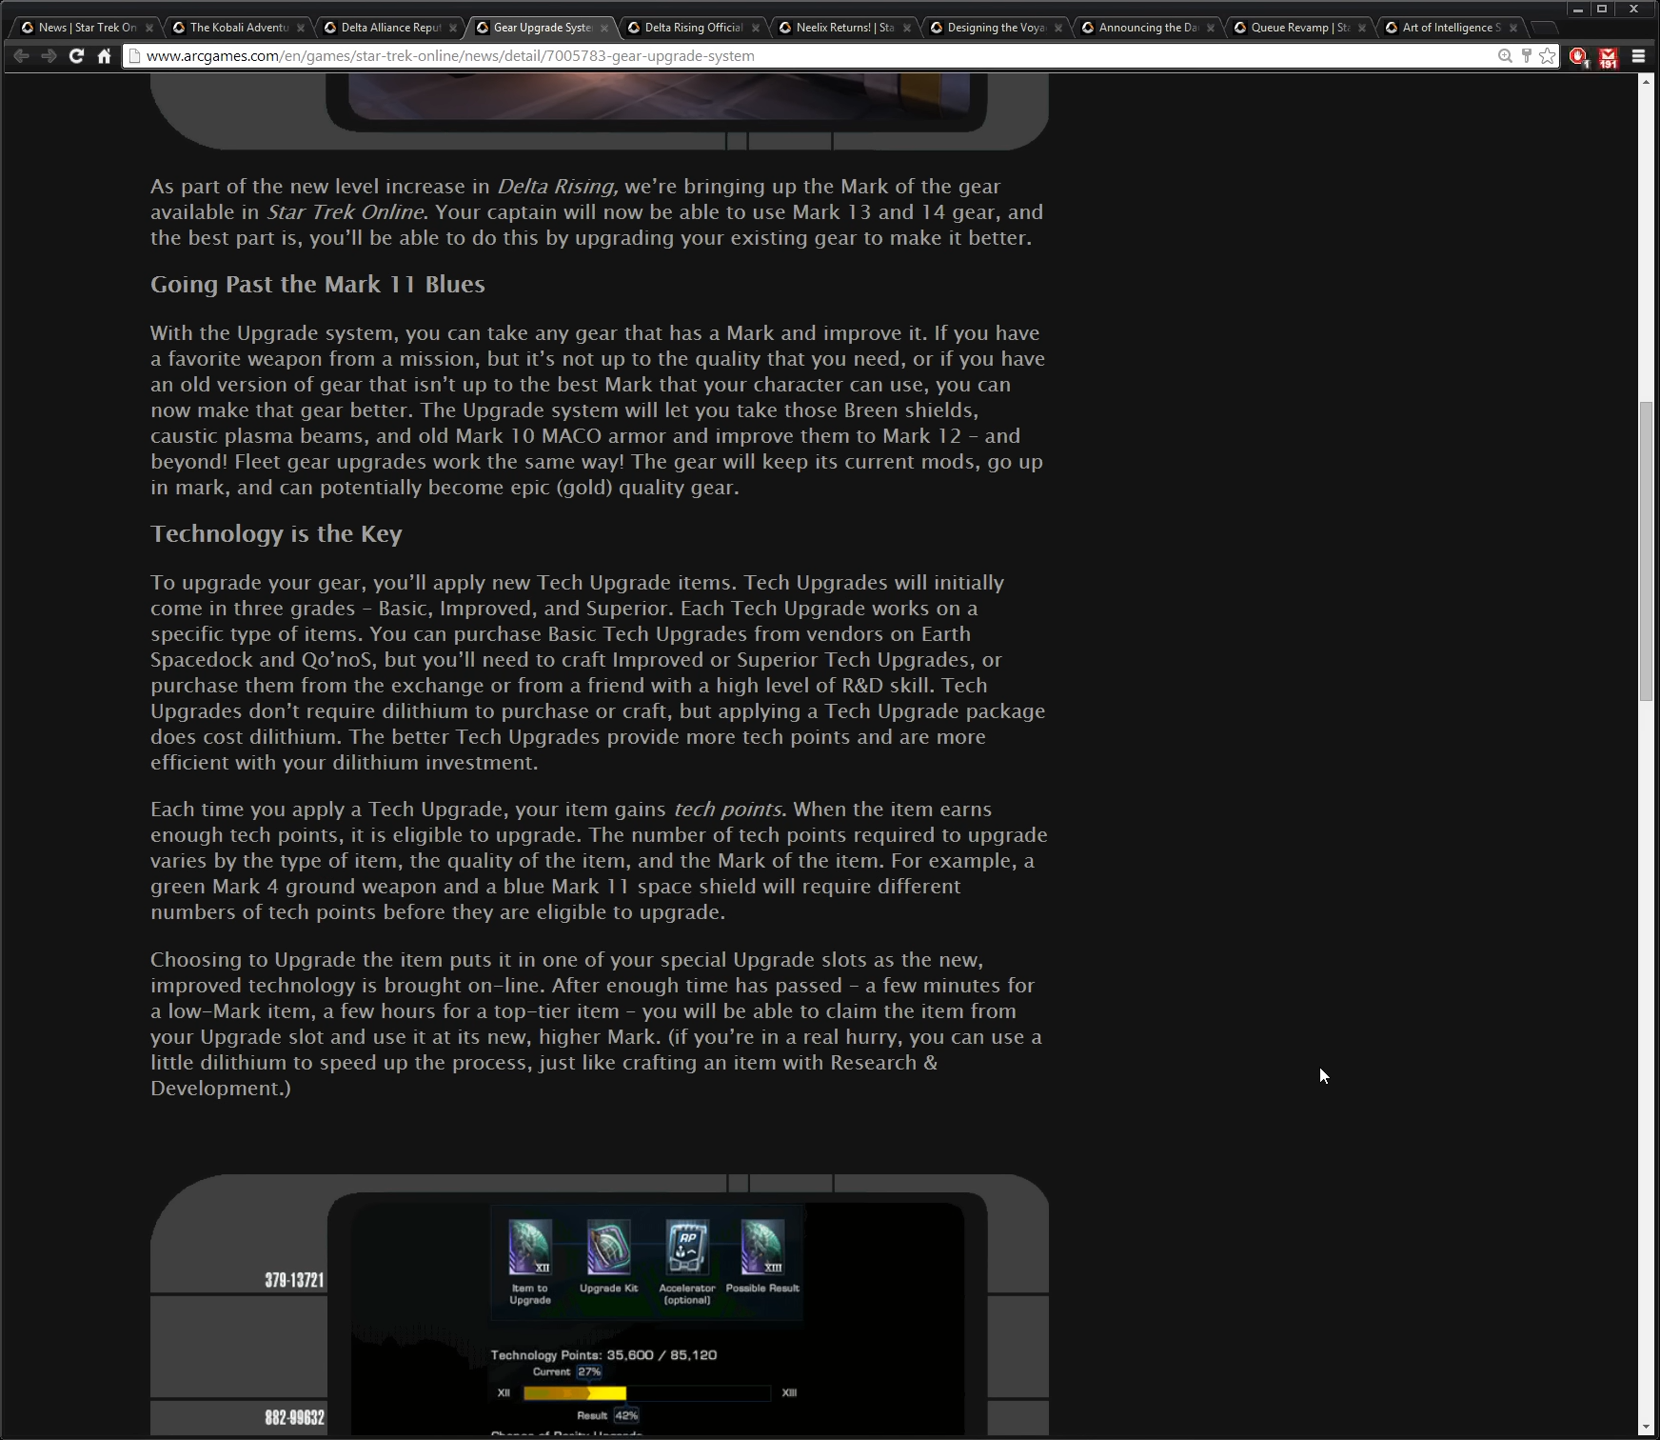 News | Star Trek On
The Kobali Adventu
Delta Alliance Reput
Gear Upgrade Syste
Delta Rising Official
Neelix Returns! | Sta
Designing the Voya
Announcing the Da
Queue Revamp | Sta
Art of Intelligence S
www.arcgames.com/en/games/star-trek-online/news/detail/7005783-gear-upgrade-system
1
191
As part of the new level increase in Delta Rising, we’re bringing up the Mark of the gear
available in Star Trek Online. Your captain will now be able to use Mark 13 and 14 gear, and
the best part is, you’ll be able to do this by upgrading your existing gear to make it better.
Going Past the Mark 11 Blues
With the Upgrade system, you can take any gear that has a Mark and improve it. If you have
a favorite weapon from a mission, but it’s not up to the quality that you need, or if you have
an old version of gear that isn’t up to the best Mark that your character can use, you can
now make that gear better. The Upgrade system will let you take those Breen shields,
caustic plasma beams, and old Mark 10 MACO armor and improve them to Mark 12 – and
beyond! Fleet gear upgrades work the same way! The gear will keep its current mods, go up
in mark, and can potentially become epic (gold) quality gear.
Technology is the Key
To upgrade your gear, you’ll apply new Tech Upgrade items. Tech Upgrades will initially
come in three grades – Basic, Improved, and Superior. Each Tech Upgrade works on a
specific type of items. You can purchase Basic Tech Upgrades from vendors on Earth
Spacedock and Qo’noS, but you’ll need to craft Improved or Superior Tech Upgrades, or
purchase them from the exchange or from a friend with a high level of R&D skill. Tech
Upgrades don’t require dilithium to purchase or craft, but applying a Tech Upgrade package
does cost dilithium. The better Tech Upgrades provide more tech points and are more
efficient with your dilithium investment.
Each time you apply a Tech Upgrade, your item gains tech points. When the item earns
enough tech points, it is eligible to upgrade. The number of tech points required to upgrade
varies by the type of item, the quality of the item, and the Mark of the item. For example, a
green Mark 4 ground weapon and a blue Mark 11 space shield will require different
numbers of tech points before they are eligible to upgrade.
Choosing to Upgrade the item puts it in one of your special Upgrade slots as the new,
improved technology is brought on-line. After enough time has passed – a few minutes for
a low-Mark item, a few hours for a top-tier item – you will be able to claim the item from
your Upgrade slot and use it at its new, higher Mark. (if you’re in a real hurry, you can use a
little dilithium to speed up the process, just like crafting an item with Research &
Development.)
XII
RP
XIII
379-13721
Item to
Upgrade
Upgrade Kit
Accelerator
(optional)
Possible Result
Technology Points: 35,600 / 85,120
Current 27%
XII
XIII
Result 42%
882-99632
Chance of Rarity Upgrade